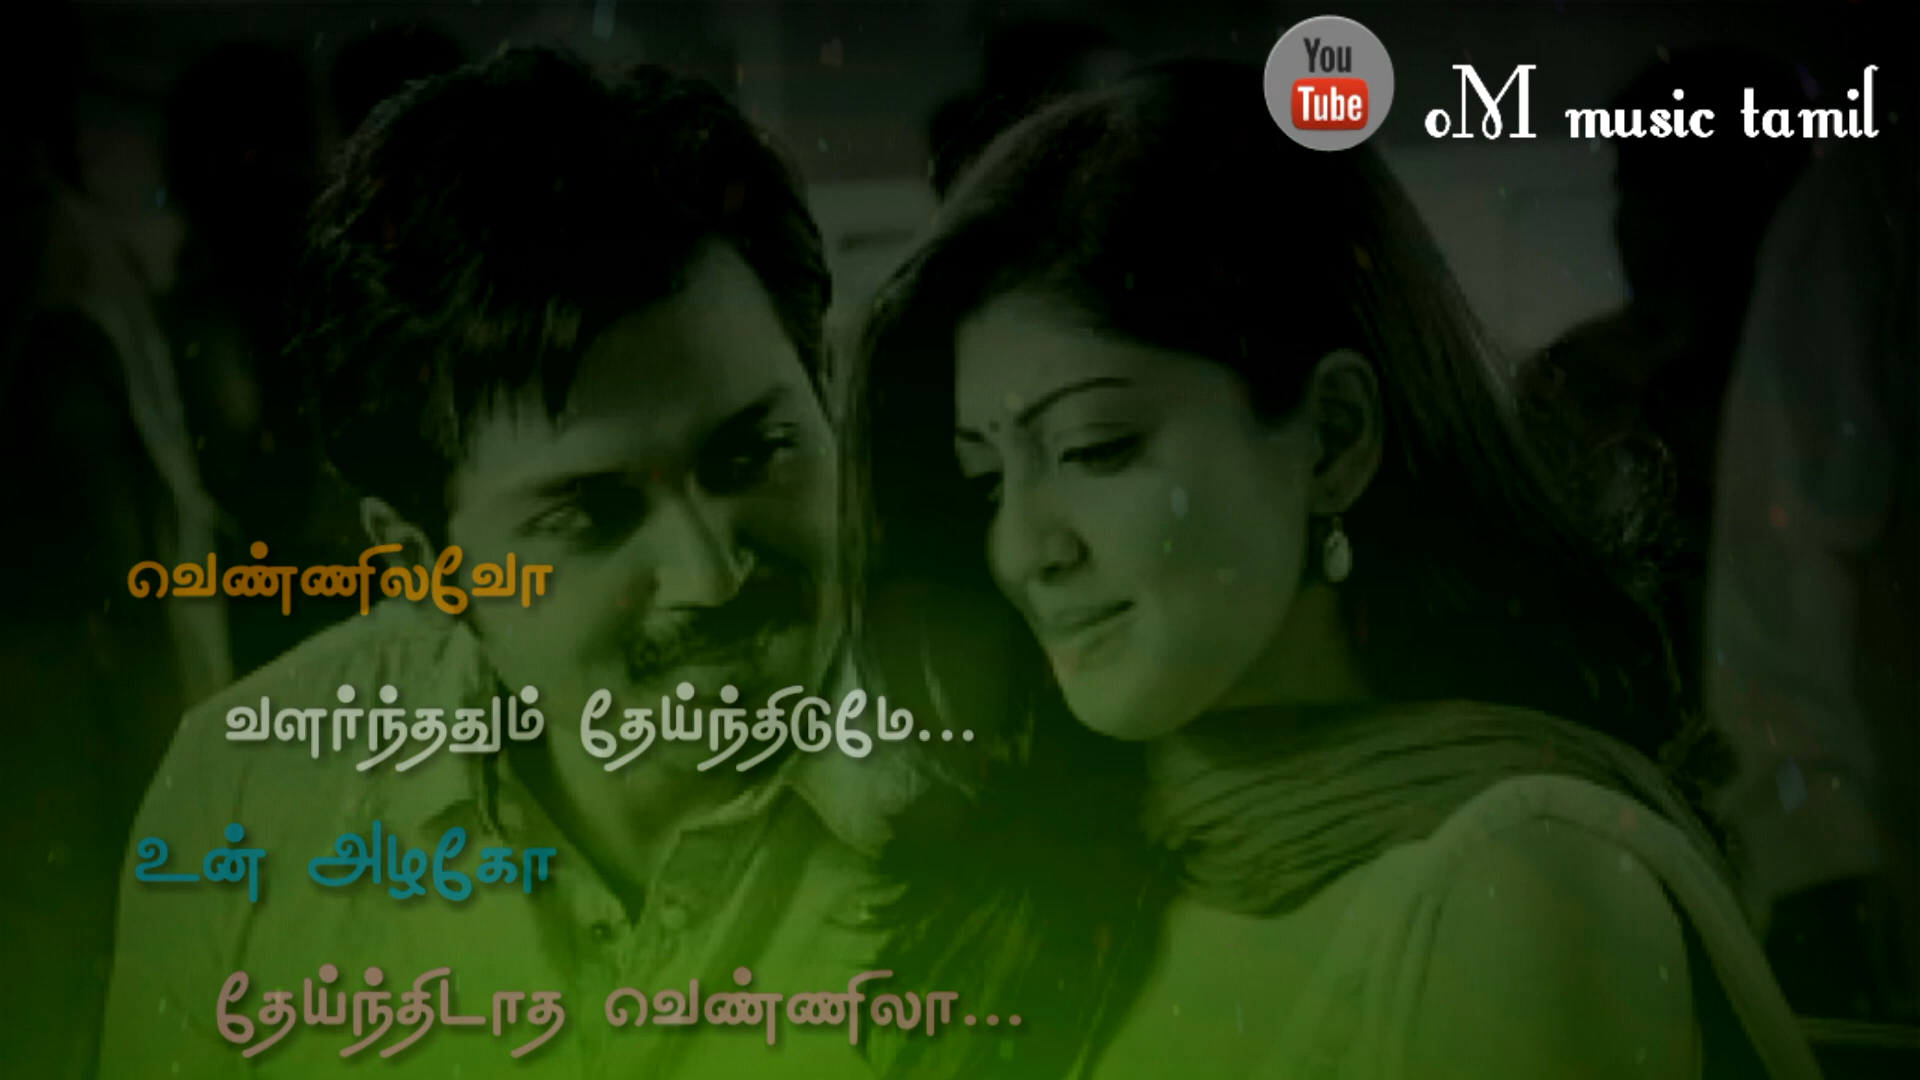 You
Tube
oM music tamil
வெண்ணிலவோ
வளர்ந்ததும் தேய்ந்திடுமே...
உன் அழகோ
தேய்ந்திடாத வெண்ணிலா...